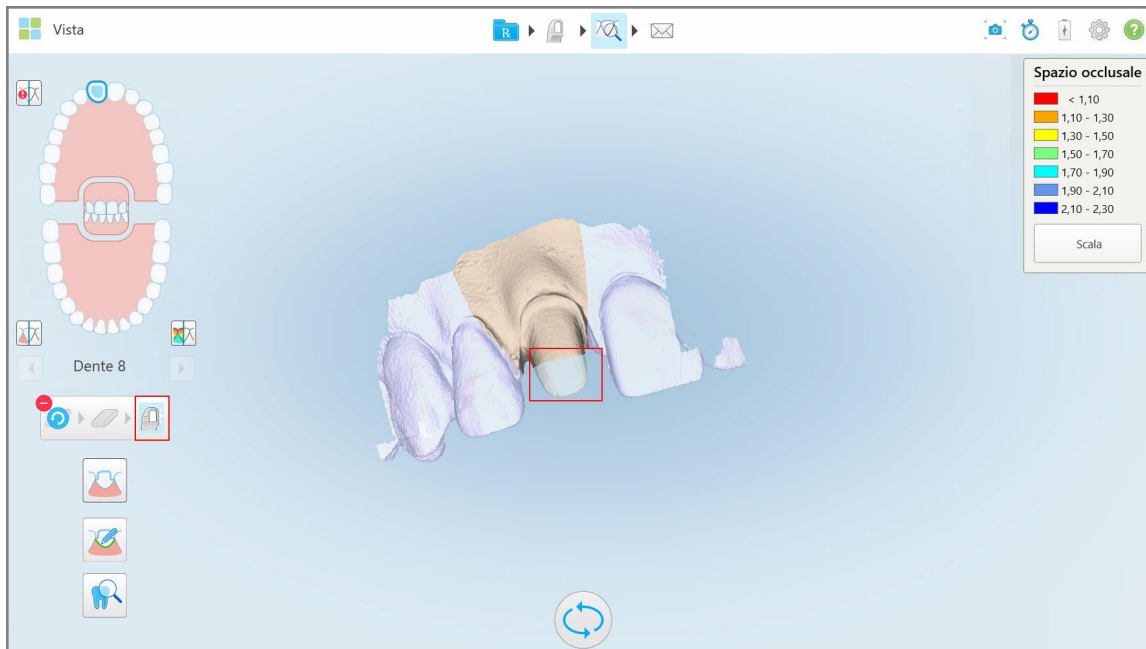 Vista
R
?
Spazio occlusale
< 1,10
1,10 - 1,30
1,30 - 1,50
1,50 - 1,70
1,70 - 1,90
1,90 - 2,10
2,10 - 2,30
Scala
Dente 8